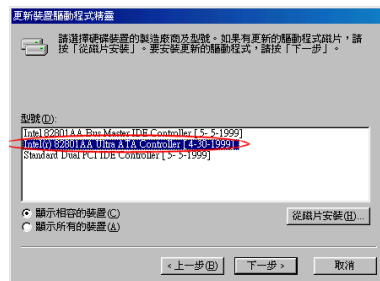 更新裝置驅動程式精靈
請選擇硬碟裝置的製造廠商及型號。如果有更新的驅動程式磁片，請
按「從磁片安裝」。要安裝更新的驅動程式，請按「下一步」。
型號(D):
Intel 82801AA Bus Master IDE Controller [ 5- 5-1999]
Intel(r) 82801AA Ultra ATA Controller [ 4-30-1999]
Standard Dual PCI IDE Controller [ 5- 5-1999]
顯示相容的裝置(C)
顯示所有的裝置(A)
從磁片安裝(H)...
<上一步(B)
下一步 >
取消